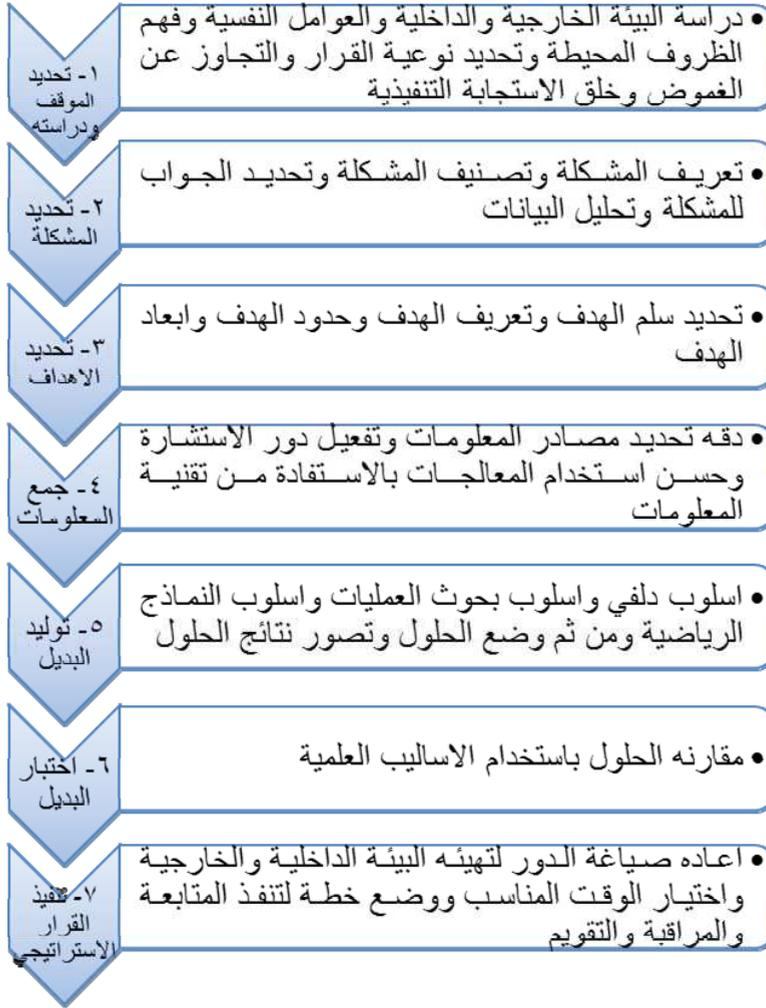 ١- تحديد
الموقف
ودراسته
• دراسة البيئة الخارجية والداخلية والعوامل النفسية وفهم
الظروف المحيطة وتحديد نوعية القرار والتجاوز عن
الغموض وخلق الاستجابة التنفيذية
٢- تحديد
المشكلة
• تعريف المشكلة وتصنيف المشكلة وتحديد الجواب
للمشكلة وتحليل البيانات
٣- تحديد
الاهداف
• تحديد سلم الهدف وتعريف الهدف وحدود الهدف وابعاد
الهدف
٤- جمع
المعلومات
• دقه تحديد مصادر المعلومات وتفعيل دور الاستشارة
وحسن استخدام المعالجات بالاستفادة من تقنية
المعلومات
٥- توليد
البديل
• اسلوب دلفي واسلوب بحوث العمليات واسلوب النماذج
الرياضية ومن ثم وضع الحلول وتصور نتائج الحلول
٦- اختبار
البديل
• مقارنه الحلول باستخدام الاساليب العلمية
٧- تنفيذ
القرار
الاستراتيجي
• اعاده صياغة الدور لتهيئه البيئة الداخلية والخارجية
واختيار الوقت المناسب ووضع خطة لتنفذ المتابعة
والمراقبة والتقويم